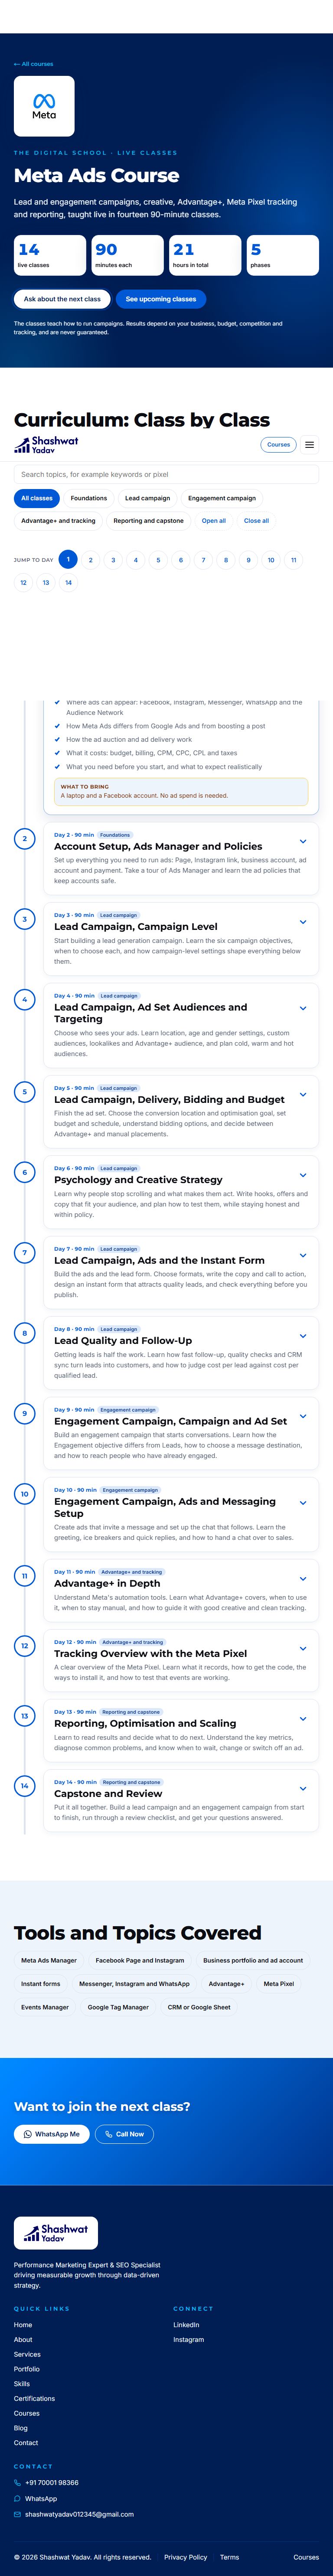 ← All courses
Meta
THE DIGITAL SCHOOL · LIVE CLASSES
Meta Ads Course
Lead and engagement campaigns, creative, Advantage+, Meta Pixel tracking
and reporting, taught live in fourteen 90-minute classes.
14
live classes
90
minutes each
21
hours in total
5
phases
Ask about the next class
See upcoming classes
The classes teach how to run campaigns. Results depend on your business, budget, competition and
tracking, and are never guaranteed.
Curriculum: Class by Class
Shashwat
Yadav
Courses
Search topics, for example keywords or pixel
All classes
Foundations
Lead campaign
Engagement campaign
Advantage+ and tracking
Reporting and capstone
Open all
Close all
JUMP TO DAY
1
2
3
4
5
6
7
8
9
10
11
12
13
14
Where ads can appear: Facebook, Instagram, Messenger, WhatsApp and the
Audience Network
How Meta Ads differs from Google Ads and from boosting a post
How the ad auction and ad delivery work
What it costs: budget, billing, CPM, CPC, CPL and taxes
What you need before you start, and what to expect realistically
WHAT TO BRING
A laptop and a Facebook account. No ad spend is needed.
2
Day 2 · 90 min
Foundations
Account Setup, Ads Manager and Policies
Set up everything you need to run ads: Page, Instagram link, business account, ad
account and payment. Take a tour of Ads Manager and learn the ad policies that
keep accounts safe.
3
Day 3 · 90 min
Lead campaign
Lead Campaign, Campaign Level
Start building a lead generation campaign. Learn the six campaign objectives,
when to choose each, and how campaign-level settings shape everything below
them.
4
Day 4 · 90 min
Lead campaign
Lead Campaign, Ad Set Audiences and
Targeting
Choose who sees your ads. Learn location, age and gender settings, custom
audiences, lookalikes and Advantage+ audience, and plan cold, warm and hot
audiences.
5
Day 5 · 90 min
Lead campaign
Lead Campaign, Delivery, Bidding and Budget
Finish the ad set. Choose the conversion location and optimisation goal, set
budget and schedule, understand bidding options, and decide between
Advantage+ and manual placements.
6
Day 6 · 90 min
Lead campaign
Psychology and Creative Strategy
Learn why people stop scrolling and what makes them act. Write hooks, offers and
copy that fit your audience, and plan how to test them, while staying honest and
within policy.
7
Day 7 · 90 min
Lead campaign
Lead Campaign, Ads and the Instant Form
Build the ads and the lead form. Choose formats, write the copy and call to action,
design an instant form that attracts quality leads, and check everything before you
publish.
8
Day 8 · 90 min
Lead campaign
Lead Quality and Follow-Up
Getting leads is half the work. Learn how fast follow-up, quality checks and CRM
sync turn leads into customers, and how to judge cost per lead against cost per
qualified lead.
9
Day 9 · 90 min
Engagement campaign
Engagement Campaign, Campaign and Ad Set
Build an engagement campaign that starts conversations. Learn how the
Engagement objective differs from Leads, how to choose a message destination,
and how to reach people who have already engaged.
10
Day 10 · 90 min
Engagement campaign
Engagement Campaign, Ads and Messaging
Setup
Create ads that invite a message and set up the chat that follows. Learn the
greeting, ice breakers and quick replies, and how to hand a chat over to sales.
11
Day 11 · 90 min
Advantage+ and tracking
Advantage+ in Depth
Understand Meta's automation tools. Learn what Advantage+ covers, when to use
it, when to stay manual, and how to guide it with good creative and clean tracking.
12
Day 12 · 90 min
Advantage+ and tracking
Tracking Overview with the Meta Pixel
A clear overview of the Meta Pixel. Learn what it records, how to get the code, the
ways to install it, and how to test that events are working.
13
Day 13 · 90 min
Reporting and capstone
Reporting, Optimisation and Scaling
Learn to read results and decide what to do next. Understand the key metrics,
diagnose common problems, and know when to wait, change or switch off an ad.
14
Day 14 · 90 min
Reporting and capstone
Capstone and Review
Put it all together. Build a lead campaign and an engagement campaign from start
to finish, run through a review checklist, and get your questions answered.
Tools and Topics Covered
Meta Ads Manager
Facebook Page and Instagram
Business portfolio and ad account
Instant forms
Messenger, Instagram and WhatsApp
Advantage+
Meta Pixel
Events Manager
Google Tag Manager
CRM or Google Sheet
Want to join the next class?
WhatsApp Me
Call Now
Shashwat
Yadav
Performance Marketing Expert & SEO Specialist
driving measurable growth through data-driven
strategy.
QUICK LINKS
Home
About
Services
Portfolio
Skills
Certifications
Courses
Blog
Contact
CONNECT
LinkedIn
Instagram
CONTACT
+91 70001 98366
WhatsApp
shashwatyadav012345@gmail.com
© 2026 Shashwat Yadav. All rights reserved.
Privacy Policy
Terms
Courses